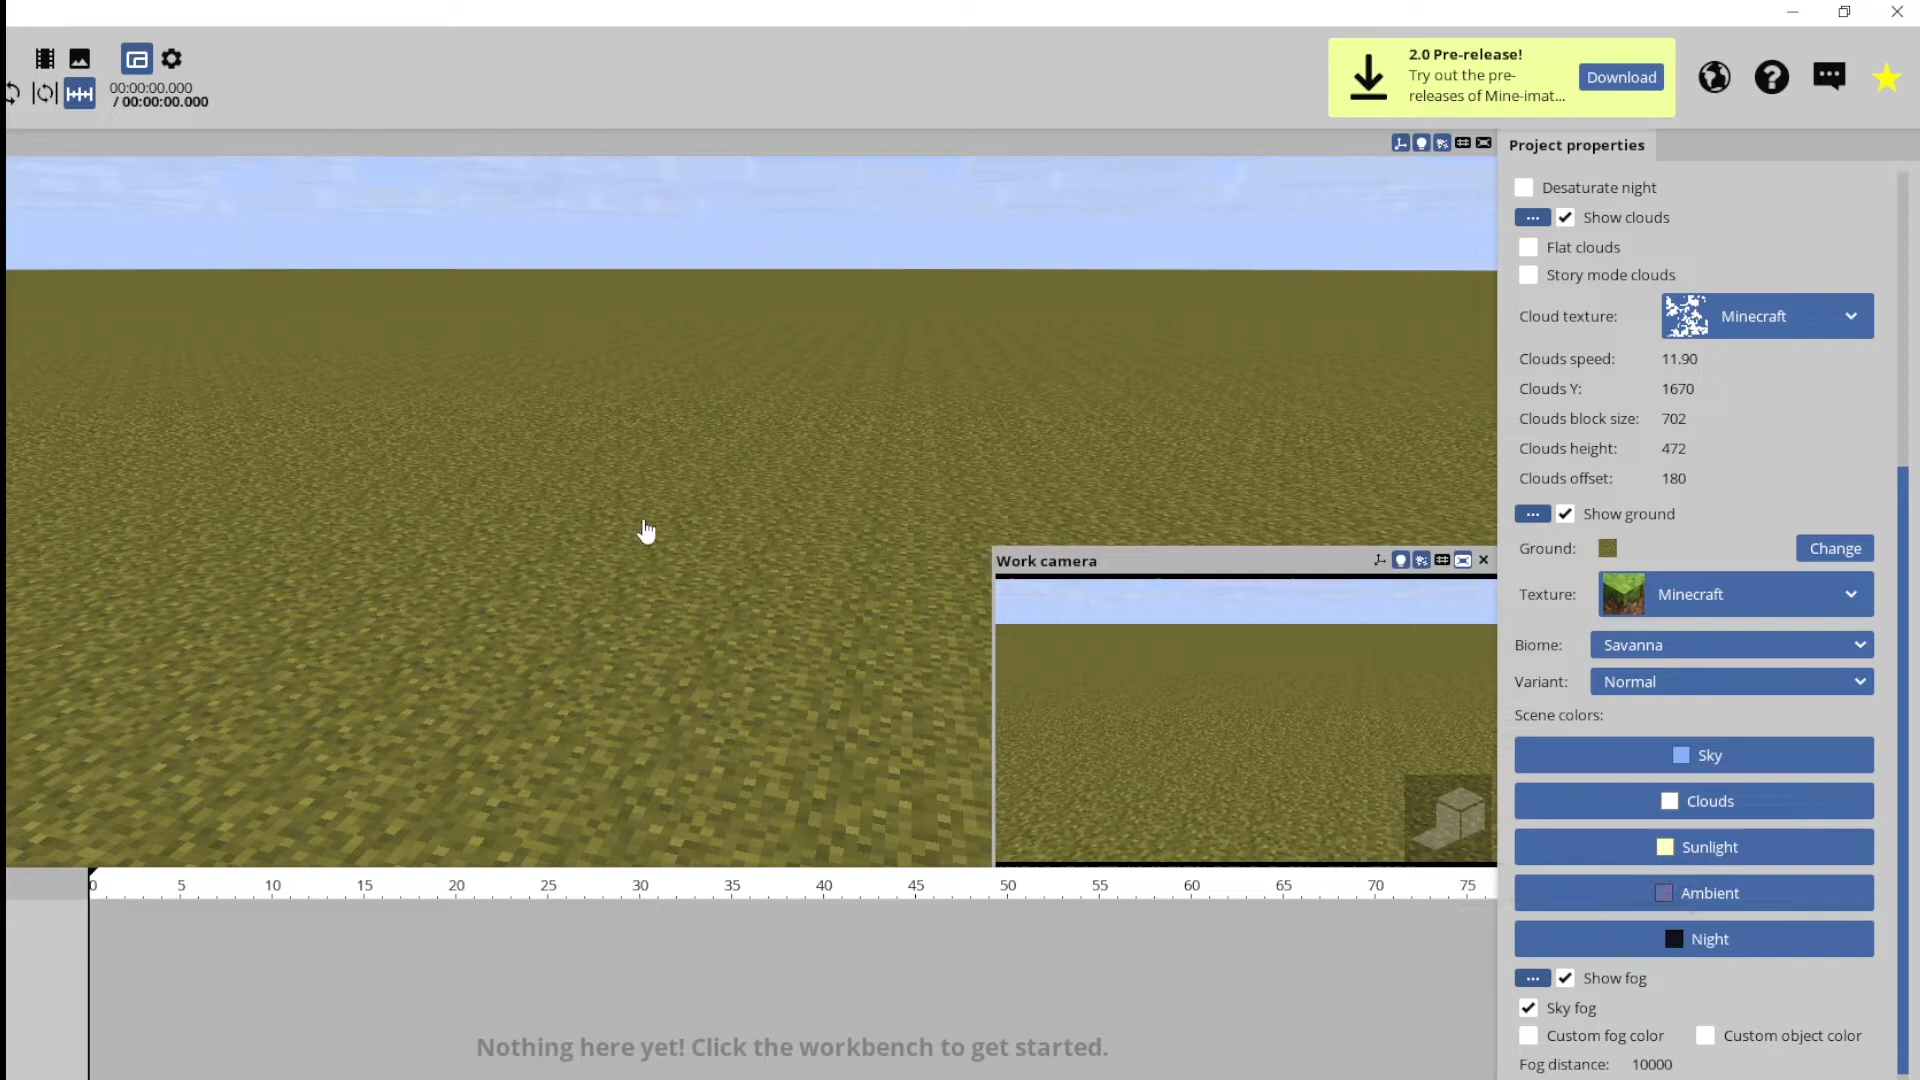 2.0 Pre-release!
Try out the pre-
releases of Mine-imat...
Download
00:00:00.000
/ 00:00:00.000
Project properties
Desaturate night
Show clouds
Flat clouds
Story mode clouds
Cloud texture: Minecraft
Clouds speed: 11.90
Clouds Y: 1670
Clouds block size: 702
Clouds height: 472
Clouds offset: 180
Show ground
Ground: Change
Texture: Minecraft
Biome: Savanna
Variant: Normal
Scene colors:
Sky
Clouds
Sunlight
Ambient
Night
Show fog
Sky fog
Custom fog color Custom object color
Fog distance: 10000
Work camera
0 5 10 15 20 25 30 35 40 45 50 55 60 65 70 75
Nothing here yet! Click the workbench to get started.